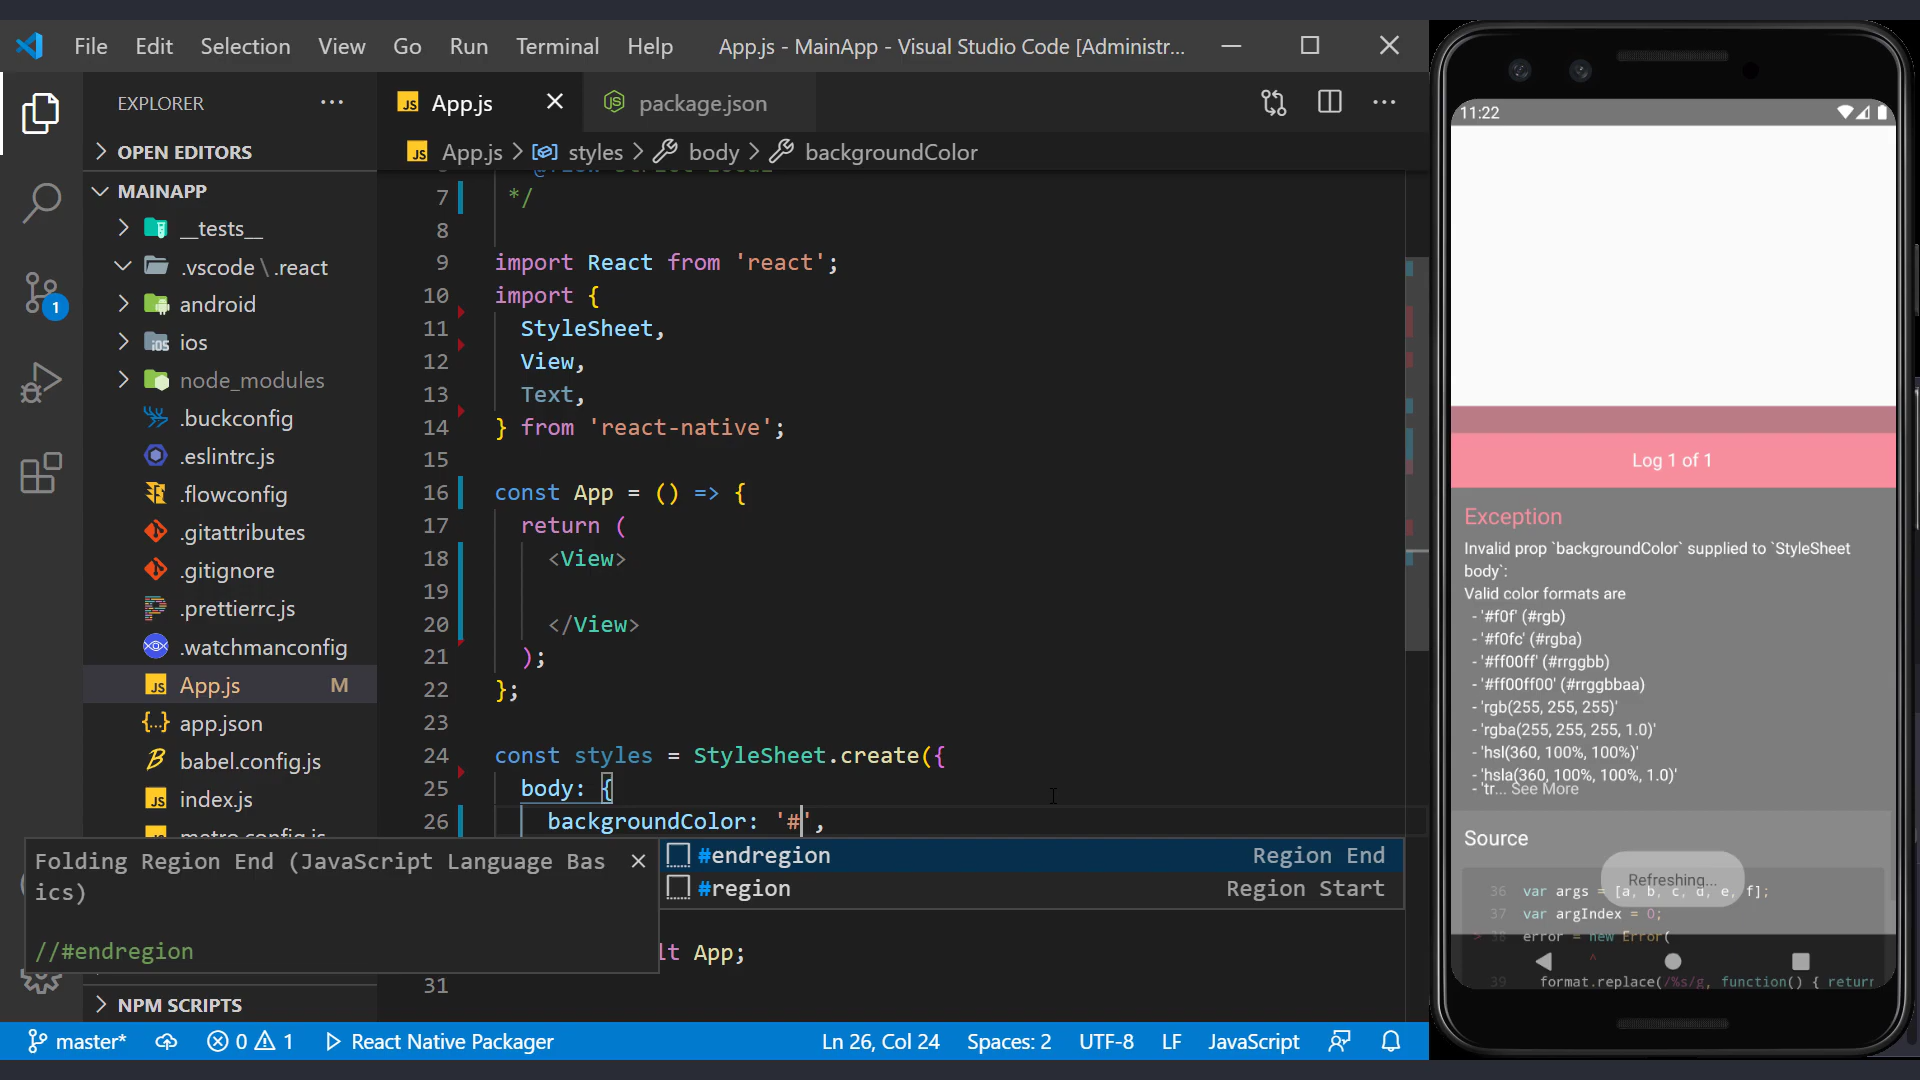 File Edit Selection View Go Run Terminal Help App.js - MainApp - Visual Studio Code [Administr...
EXPLORER
OPEN EDITORS
MAINAPP
__tests__
.vscode \ .react
android
ios
node_modules
.buckconfig
.eslintrc.js
.flowconfig
.gitattributes
.gitignore
.prettierrc.js
.watchmanconfig
App.js M
app.json
babel.config.js
index.js
metro.config.js
NPM SCRIPTS
App.js package.json
App.js > styles > body > backgroundColor
7 */
8
9 import React from 'react';
10 import {
11 StyleSheet,
12 View,
13 Text,
14 } from 'react-native';
15
16 const App = () => {
17 return (
18 <View>
19
20 </View>
21 );
22 };
23
24 const styles = StyleSheet.create({
25 body: {
26 backgroundColor: '#',
#endregion Region End
#region Region Start
Folding Region End (JavaScript Language Bas
ics)
//#endregion
lt App;
31
master* 0 1 React Native Packager Ln 26, Col 24 Spaces: 2 UTF-8 LF JavaScript
1
11:22
Log 1 of 1
Exception
Invalid prop `backgroundColor` supplied to `StyleSheet
body`:
Valid color formats are
- '#f0f' (#rgb)
- '#f0fc' (#rgba)
- '#ff00ff' (#rrggbb)
- '#ff00ff00' (#rrggbbaa)
- 'rgb(255, 255, 255)'
- 'rgba(255, 255, 255, 1.0)'
- 'hsl(360, 100%, 100%)'
- 'hsla(360, 100%, 100%, 1.0)'
- 'tr... See More
Source
Refreshing...
36 var args = [a, b, c, d, e, f];
37 var argIndex = 0;
> 38 error = new Error(
^
39 format.replace(/%s/g, function() { return